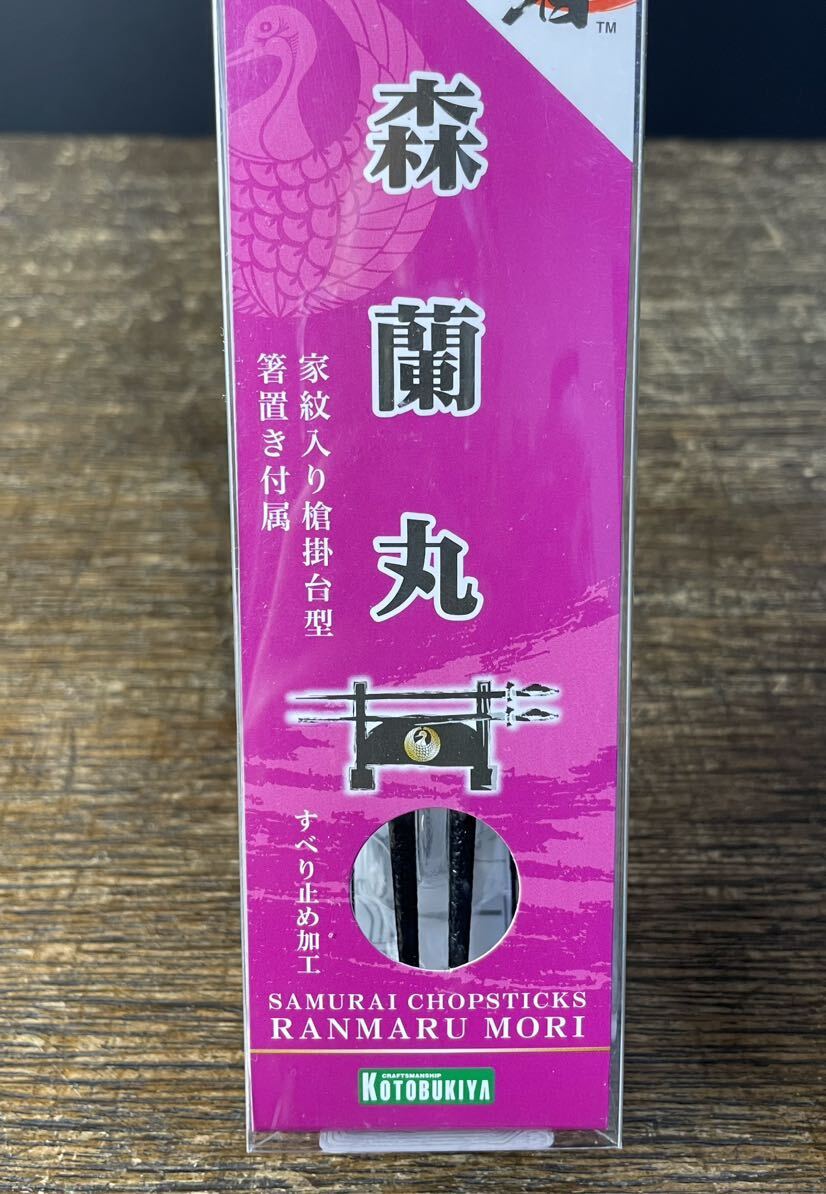 TM
森蘭丸
家紋入り槍掛台型
箸置き付属
すべり止め加工
SAMURAI CHOPSTICKS
RANMARU MORI
CRAFTSMANSHIP
KOTOBUKIYA